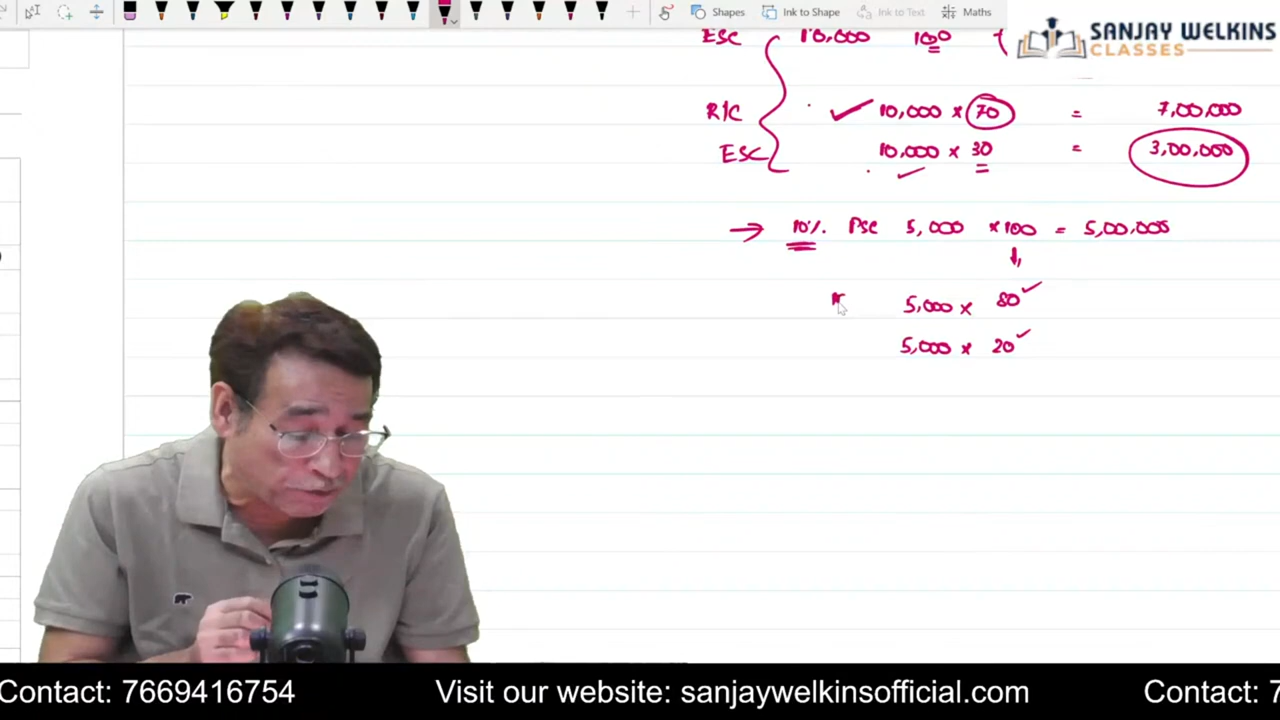 Shapes Ink to Shape Ink to Text Maths
SANJAY WELKINS
CLASSES
ESC 10,000 100
R/C 10,000 × 70 = 7,00,000
ESC 10,000 × 30 = 3,00,000
→ 10% PSC 5,000 ×100 = 5,00,000
5,000 × 80
5,000 × 20
Contact: 7669416754 Visit our website: sanjaywelkinsofficial.com Contact: 7